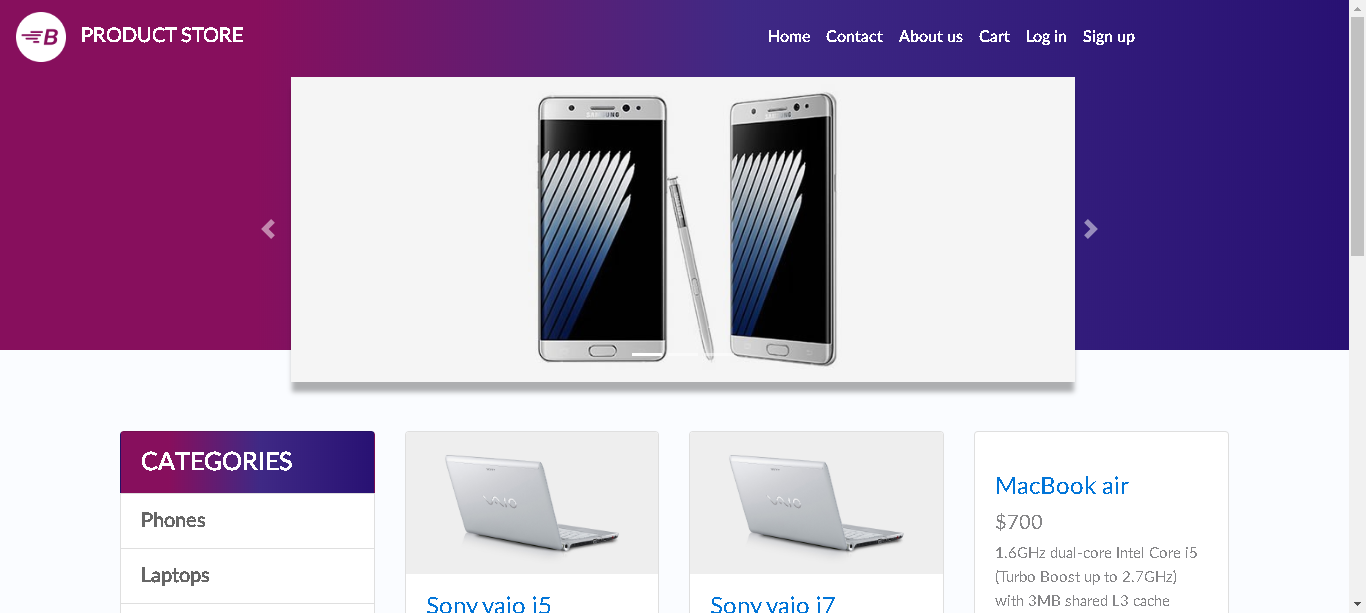 B PRODUCT STORE
Home Contact About us Cart Log in Sign up
SAMSUNG
SAMSUNG
CATEGORIES
Phones
Laptops
VAIO
Sony vaio i5
VAIO
Sony vaio i7
MacBook air
$700
1.6GHz dual-core Intel Core i5
(Turbo Boost up to 2.7GHz)
with 3MB shared L3 cache